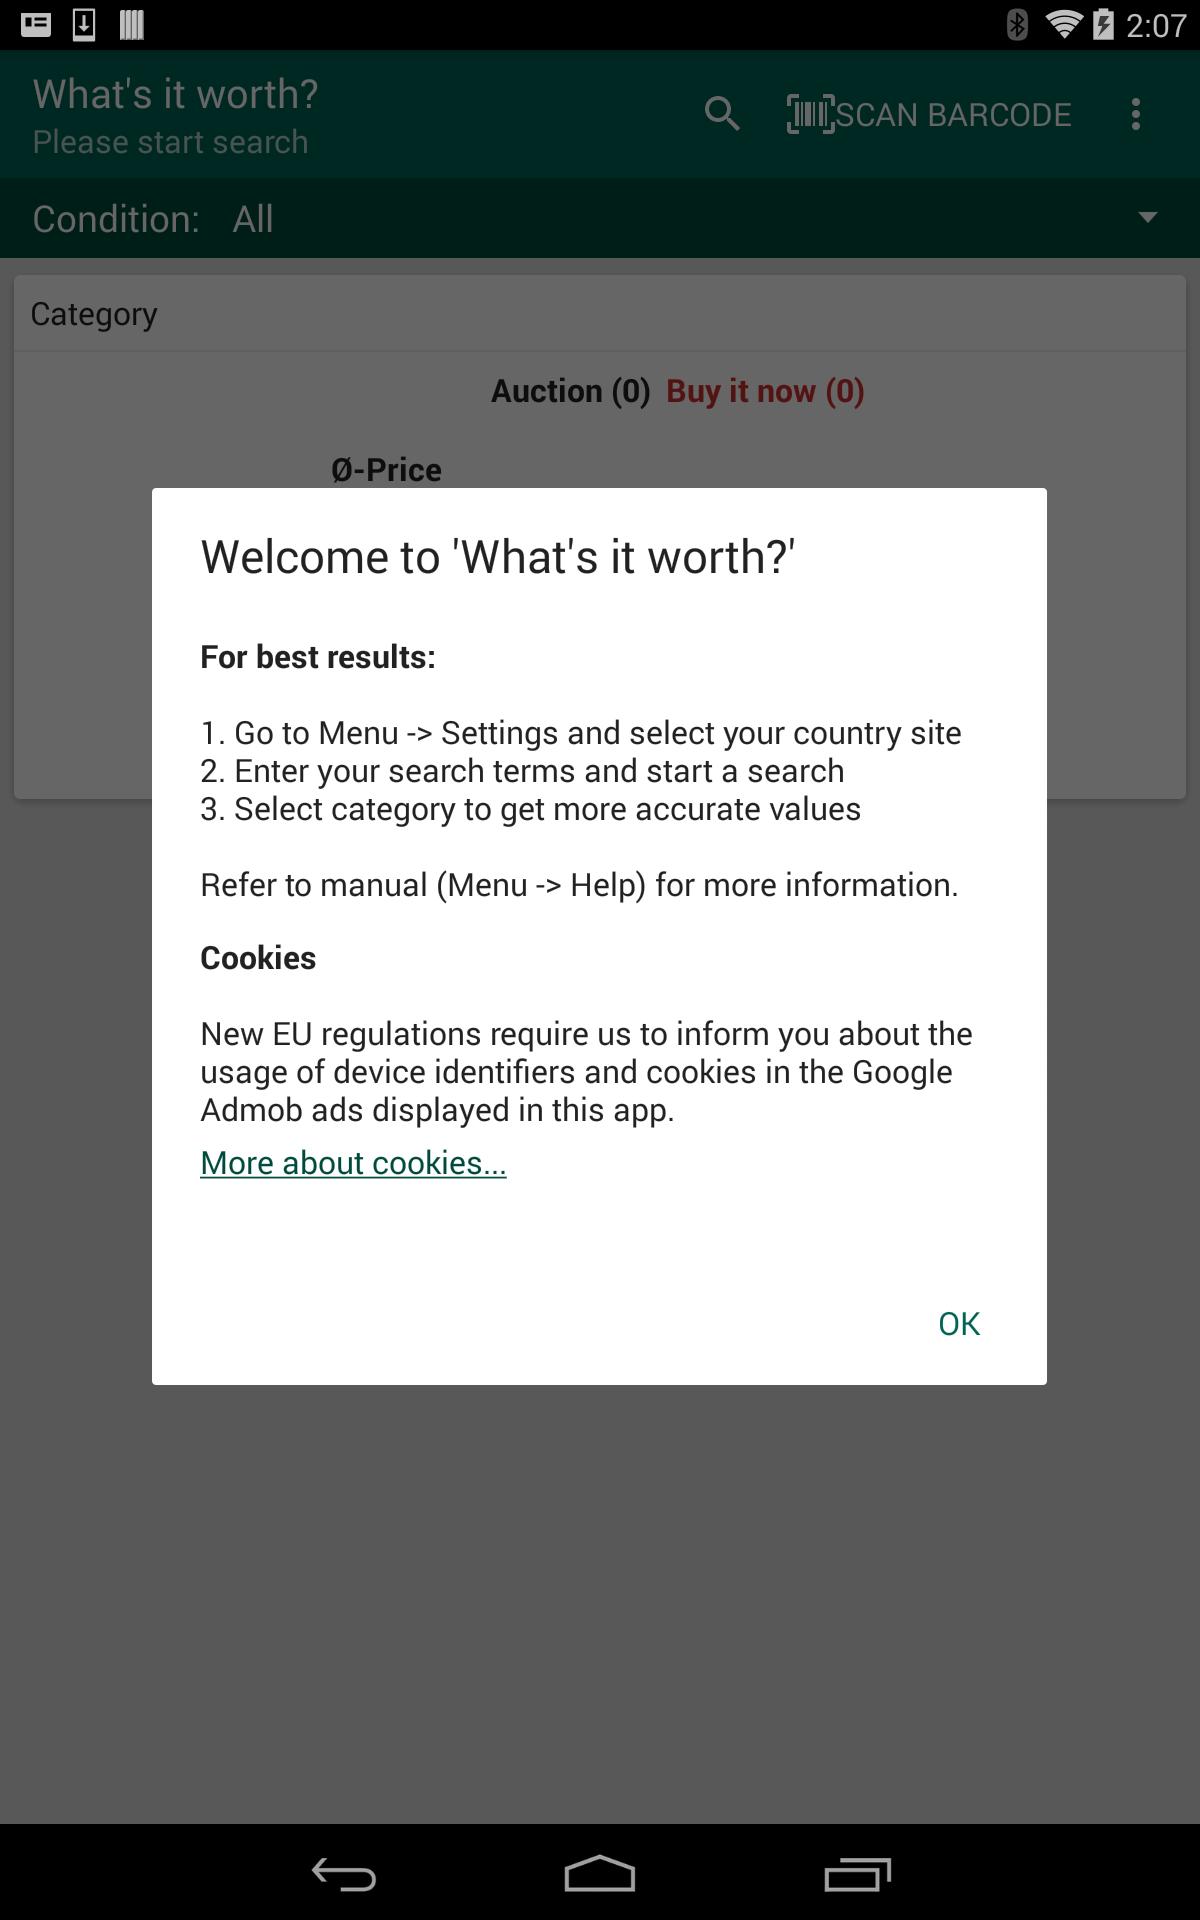 2:07
What's it worth?
Please start search
SCAN BARCODE
Condition: All
Category
Auction (0) Buy it now (0)
Ø-Price
Welcome to 'What's it worth?'
For best results:
1. Go to Menu -> Settings and select your country site
2. Enter your search terms and start a search
3. Select category to get more accurate values
Refer to manual (Menu -> Help) for more information.
Cookies
New EU regulations require us to inform you about the
usage of device identifiers and cookies in the Google
Admob ads displayed in this app.
More about cookies...
OK